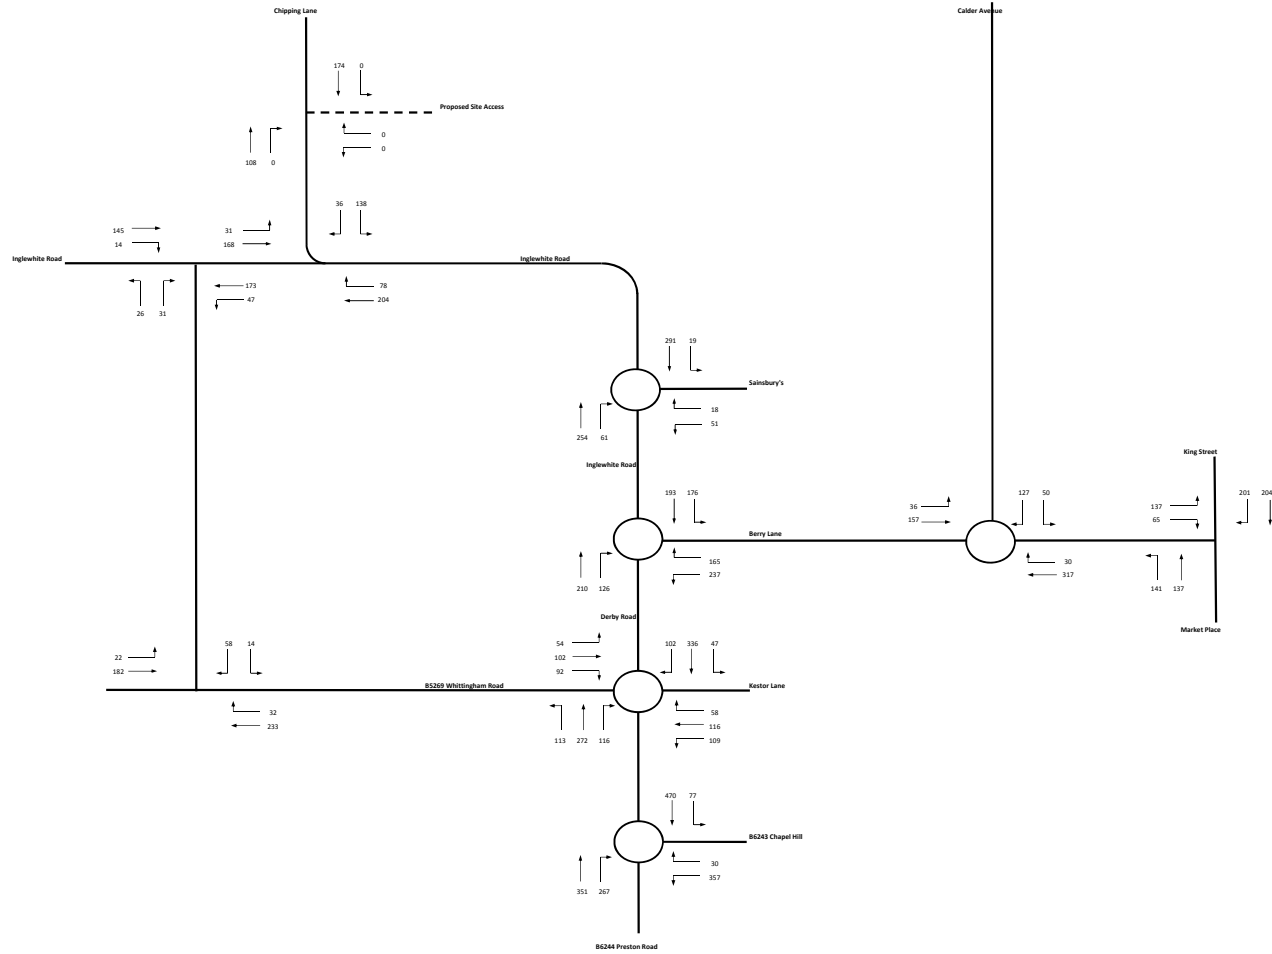 Chipping Lane
Calder Avenue
174 0
Proposed Site Access
0
0
108 0
36 138
145
14
31
168
Inglewhite Road
Inglewhite Road
173
47
78
204
26 31
291 19
Sainsbury's
18
51
254 61
Inglewhite Road
King Street
193 176
36
157
127 50
137
65
201 204
Berry Lane
165
237
30
317
210 126
141 137
Derby Road
Market Place
54
102
92
102 336 47
22
182
58 14
B5269 Whittingham Road
Kestor Lane
32
233
58
116
109
113 272 116
470 77
B6243 Chapel Hill
30
357
351 267
B6244 Preston Road